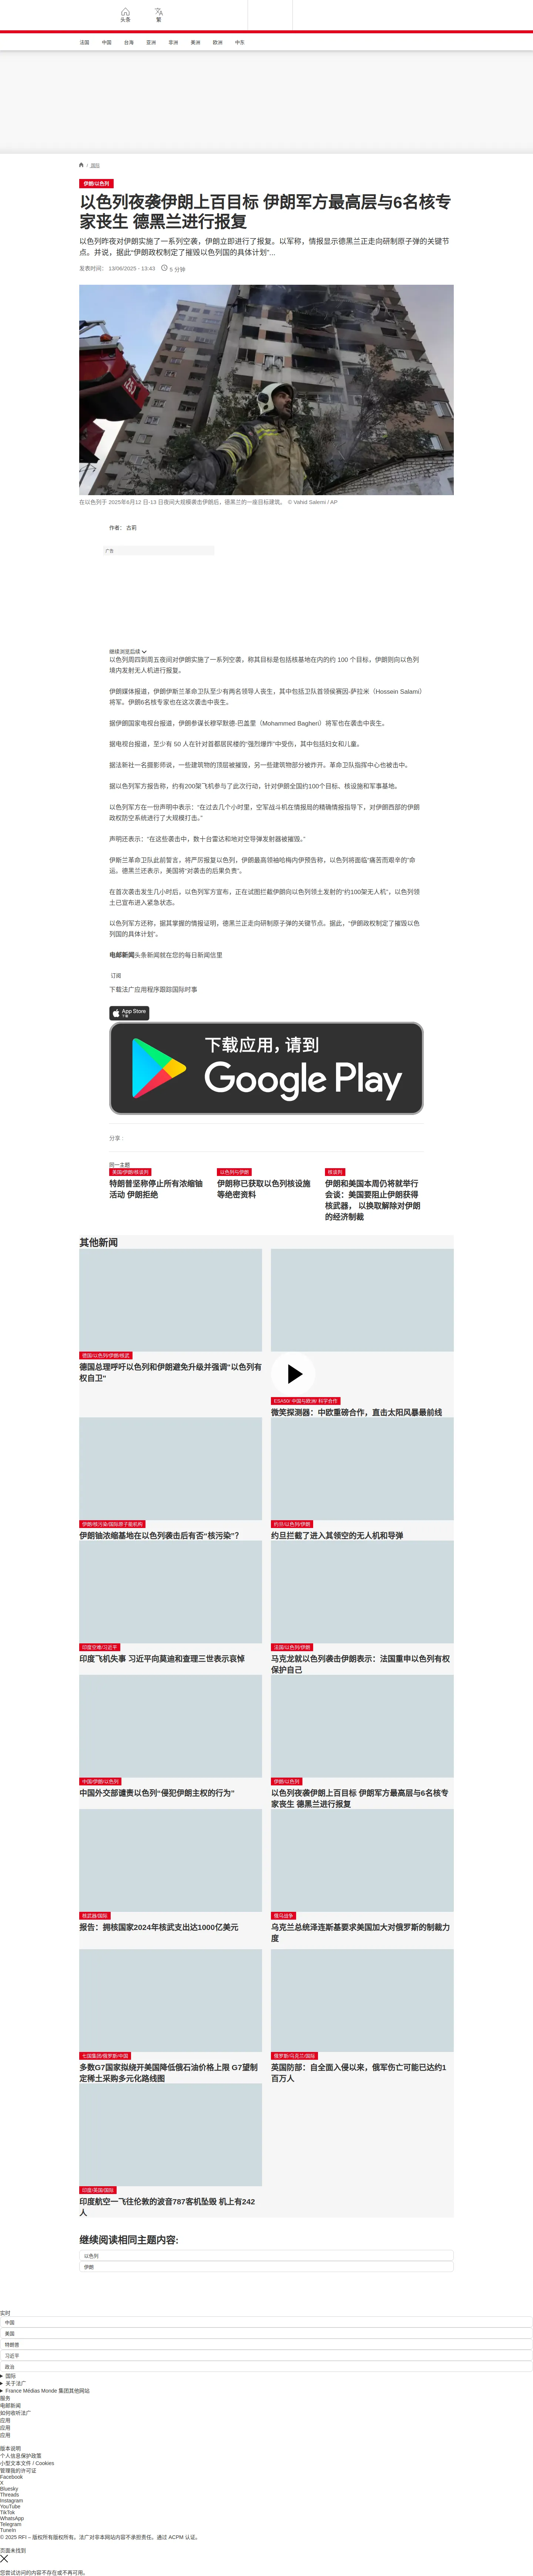 头条
繁
法国
中国
台海
亚洲
非洲
美洲
欧洲
中东
国际
伊朗/以色列
以色列夜袭伊朗上百目标 伊朗军方最高层与6名核专
家丧生 德黑兰进行报复
以色列昨夜对伊朗实施了一系列空袭，伊朗立即进行了报复。以军称，情报显示德黑兰正走向研制原子弹的关键节
点。并说，据此“伊朗政权制定了摧毁以色列国的具体计划”...
发表时间： 13/06/2025 - 13:43
5 分钟
在以色列于 2025年6月12 日-13 日夜间大规模袭击伊朗后，德黑兰的一座目标建筑。 © Vahid Salemi / AP
作者： 古莉
广告
继续浏览后续
以色列周四到周五夜间对伊朗实施了一系列空袭，称其目标是包括核基地在内的约 100 个目标，伊朗则向以色列
境内发射无人机进行报复。
伊朗媒体报道，伊朗伊斯兰革命卫队至少有两名领导人丧生，其中包括卫队首领侯赛因-萨拉米（Hossein Salami）
将军。伊朗6名核专家也在这次袭击中丧生。
据伊朗国家电视台报道，伊朗参谋长穆罕默德-巴盖里（Mohammed Bagheri）将军也在袭击中丧生。
据电视台报道，至少有 50 人在针对首都居民楼的“强烈爆炸”中受伤，其中包括妇女和儿童。
据法新社一名摄影师说，一些建筑物的顶层被摧毁，另一些建筑物部分被炸开。革命卫队指挥中心也被击中。
据以色列军方报告称，约有200架飞机参与了此次行动，针对伊朗全国约100个目标、核设施和军事基地。
以色列军方在一份声明中表示：“在过去几个小时里，空军战斗机在情报局的精确情报指导下，对伊朗西部的伊朗
政权防空系统进行了大规模打击。”
声明还表示：“在这些袭击中，数十台雷达和地对空导弹发射器被摧毁。”
伊斯兰革命卫队此前誓言，将严厉报复以色列，伊朗最高领袖哈梅内伊预告称，以色列将面临“痛苦而艰辛的”命
运。德黑兰还表示，美国将“对袭击的后果负责”。
在首次袭击发生几小时后，以色列军方宣布，正在试图拦截伊朗向以色列领土发射的“约100架无人机”，以色列领
土已宣布进入紧急状态。
以色列军方还称，据其掌握的情报证明，德黑兰正走向研制原子弹的关键节点。据此，“伊朗政权制定了摧毁以色
列国的具体计划”。
电邮新闻头条新闻就在您的每日新闻信里
订阅
下载法广应用程序跟踪国际时事
App Store
下载
下载应用，请到
Google Play
分享 :
同一主题
美国/伊朗/核谈判
特朗普坚称停止所有浓缩铀
活动 伊朗拒绝
以色列与伊朗
伊朗称已获取以色列核设施
等绝密资料
核谈判
伊朗和美国本周仍将就举行
会谈：美国要阻止伊朗获得
核武器， 以换取解除对伊朗
的经济制裁
其他新闻
德国/以色列/伊朗/核武
德国总理呼吁以色列和伊朗避免升级并强调"以色列有
权自卫"
ESA50/ 中国与欧洲/ 科学合作
微笑探测器：中欧重磅合作，直击太阳风暴最前线
伊朗/核污染/国际原子能机构
伊朗铀浓缩基地在以色列袭击后有否“核污染”？
约旦/以色列/伊朗
约旦拦截了进入其领空的无人机和导弹
印度空难/习近平
印度飞机失事 习近平向莫迪和查理三世表示哀悼
法国/以色列/伊朗
马克龙就以色列袭击伊朗表示：法国重申以色列有权
保护自己
中国/伊朗/以色列
中国外交部谴责以色列“侵犯伊朗主权的行为”
伊朗/以色列
以色列夜袭伊朗上百目标 伊朗军方最高层与6名核专
家丧生 德黑兰进行报复
核武器/国际
报告：拥核国家2024年核武支出达1000亿美元
俄乌战争
乌克兰总统泽连斯基要求美国加大对俄罗斯的制裁力
度
七国集团/俄罗斯/中国
多数G7国家拟绕开美国降低俄石油价格上限 G7望制
定稀土采购多元化路线图
俄罗斯/乌克兰/国际
英国防部：自全面入侵以来，俄军伤亡可能已达约1
百万人
印度/英国/国际
印度航空一飞往伦敦的波音787客机坠毁 机上有242
人
继续阅读相同主题内容:
以色列
伊朗
实时
中国
美国
特朗普
习近平
政治
国际
关于法广
France Médias Monde 集团其他网站
服务
电邮新闻
如何收听法广
应用
应用
应用
版本说明
个人信息保护政策
小型文本文件 / Cookies
管理我的许可证
Facebook
X
Bluesky
Threads
Instagram
YouTube
TikTok
WhatsApp
Telegram
TuneIn
© 2025 RFI – 版权所有版权所有。法广对非本网站内容不承担责任。通过 ACPM 认证。
页面未找到
您尝试访问的内容不存在或不再可用。